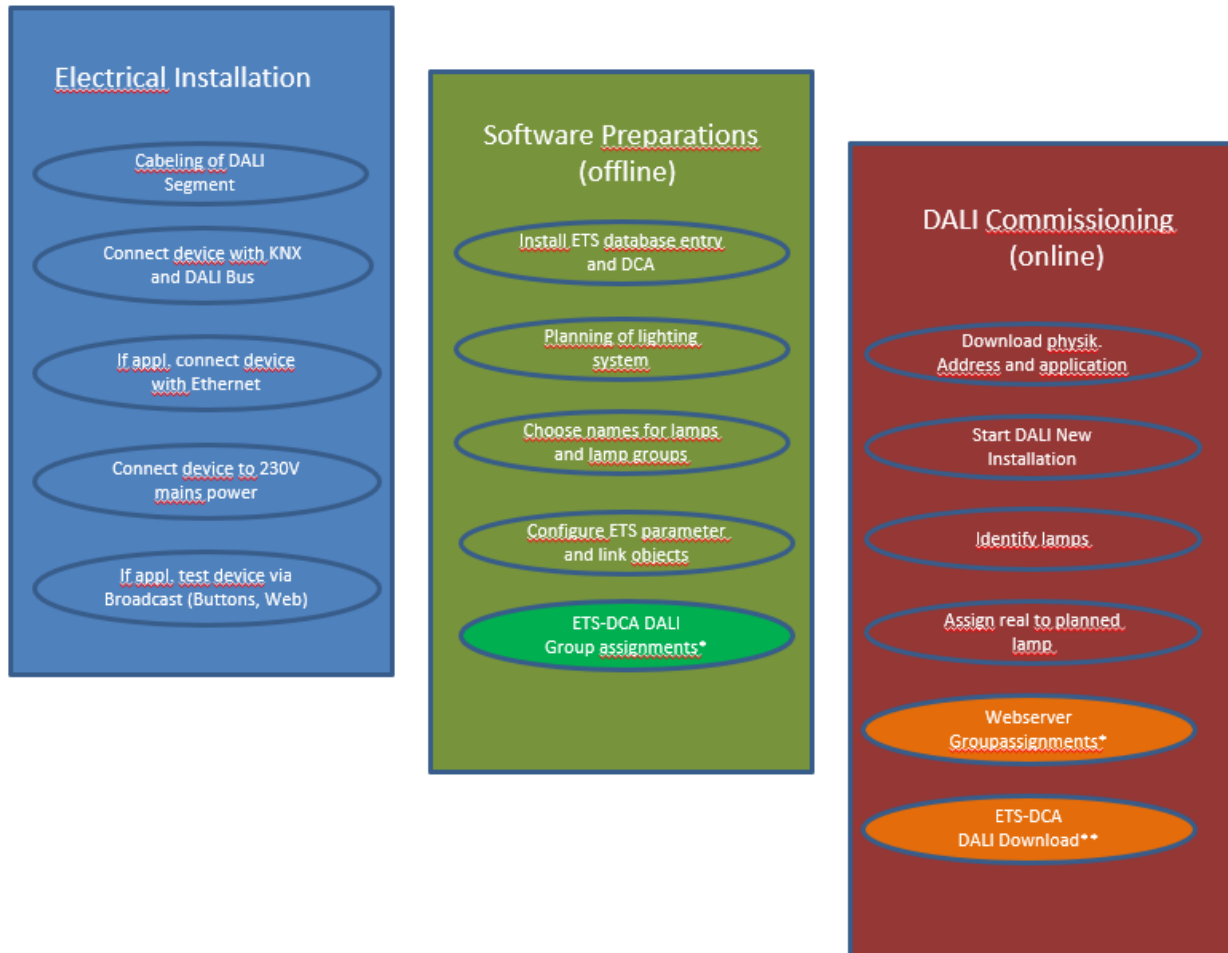 Electrical Installation
Cabeling of DALI
Segment
Connect device with KNX
and DALI Bus
If appl. connect device
with Ethernet
Connect device to 230V
mains power
If appl. test device via
Broadcast (Buttons, Web)
Software Preparations
(offline)
Install ETS database entry
and DCA
Planning of lighting
system
Choose names for lamps
and lamp groups
Configure ETS parameter
and link objects
ETS-DCA DALI
Group assignments*
DALI Commissioning
(online)
Download physik.
Address and application
Start DALI New
Installation
Identify lamps
Assign real to planned
lamp
Webserver
Groupassignments*
ETS-DCA
DALI Download**